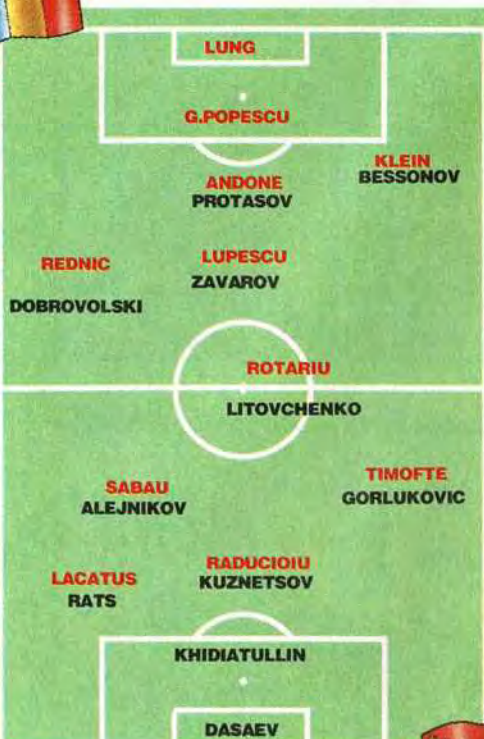 LUNG
G.POPESCU
KLEIN
BESSONOV
ANDONE
PROTASOV
REDNIC
LUPESCU
ZAVAROV
DOBROVOLSKI
ROTARIU
LITOVCHENKO
SABAU
ALEJNIKOV
TIMOFTE
GORLUKOVIC
LACATUS
RATS
RADUCIOIU
KUZNETSOV
KHIDIATULLIN
DASAEV